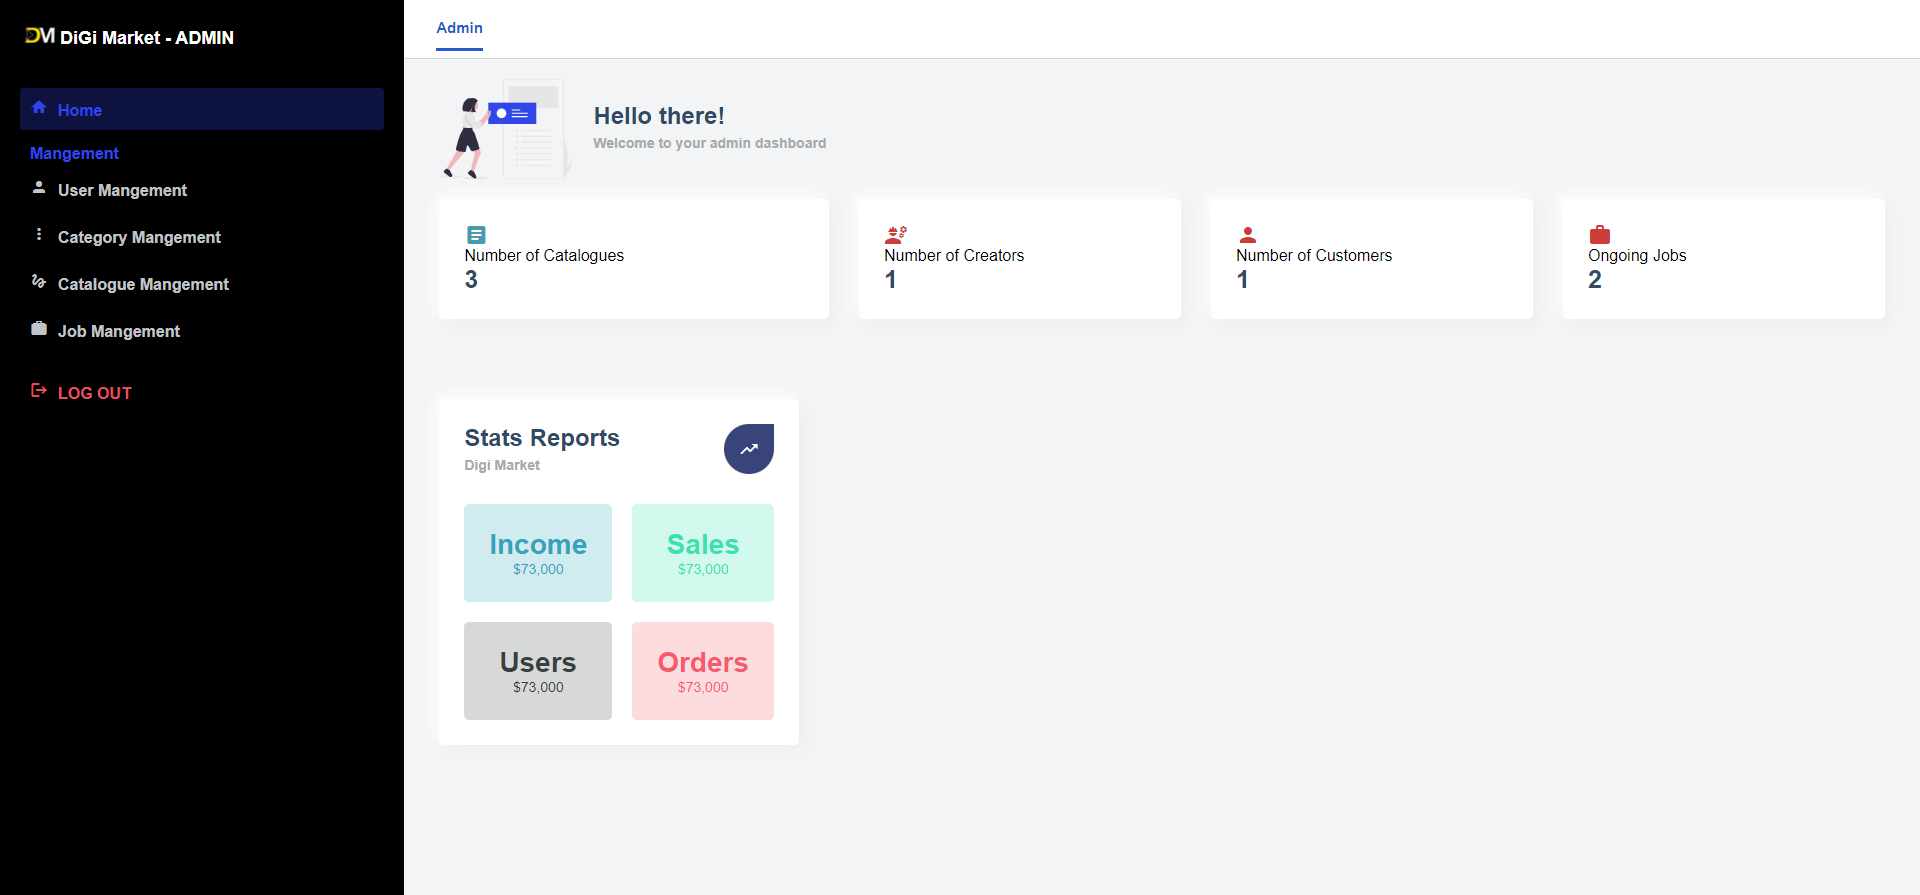 DM DiGi Market - ADMIN
Home
Mangement
User Mangement
Category Mangement
Catalogue Mangement
Job Mangement
LOG OUT
Admin
Hello there!
Welcome to your admin dashboard
Number of Catalogues
3
Number of Creators
1
Number of Customers
1
Ongoing Jobs
2
Stats Reports
Digi Market
Income
$73,000
Sales
$73,000
Users
$73,000
Orders
$73,000